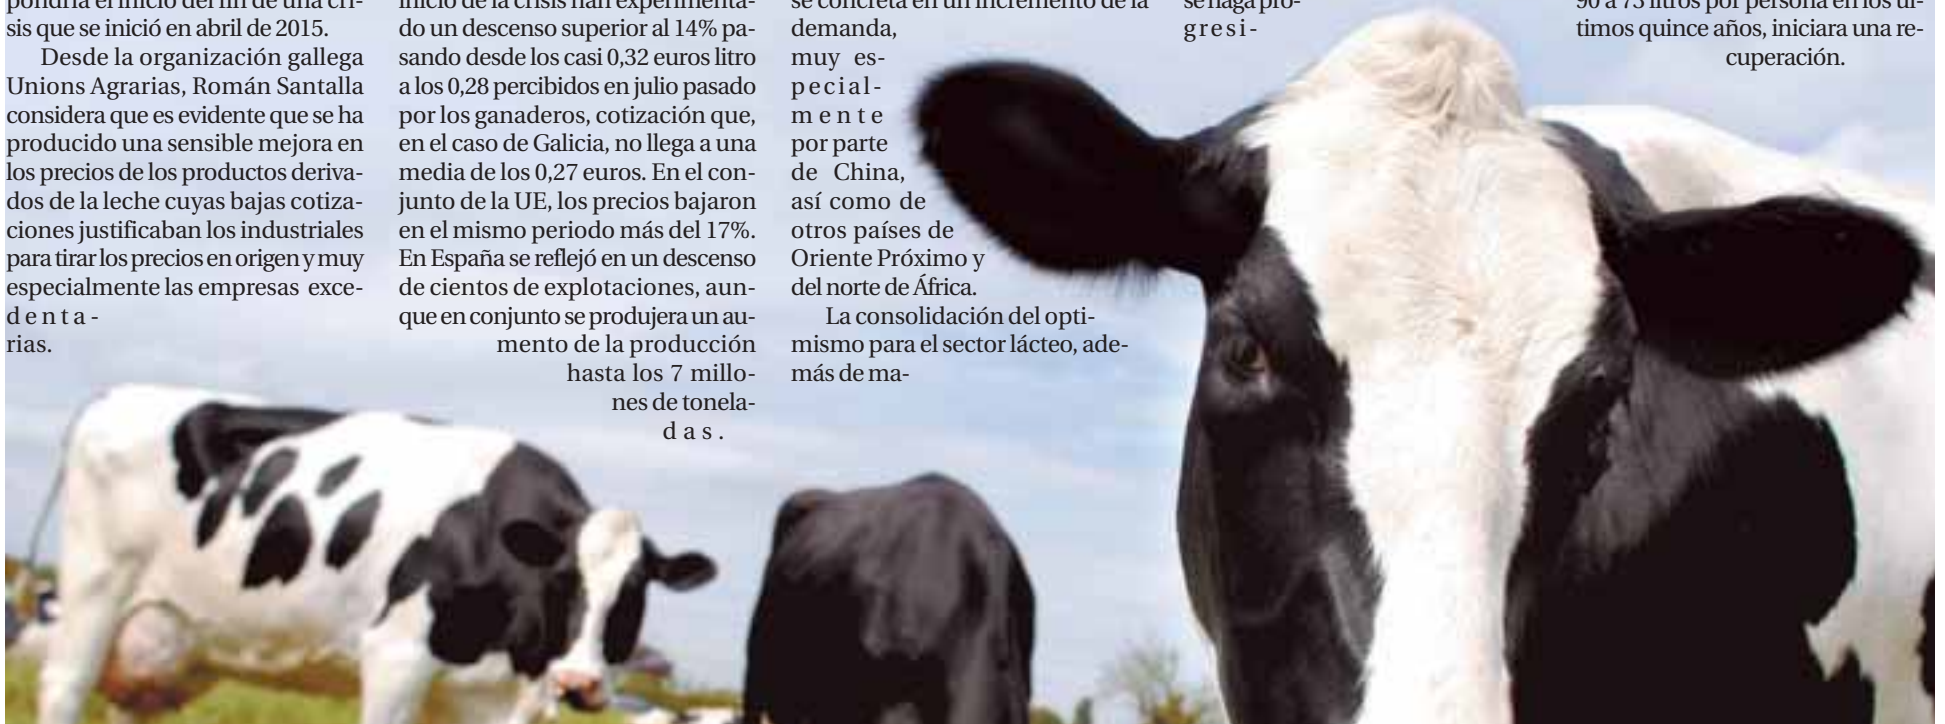 pondría el inicio del fin de una cri-
sis que se inició en abril de 2015.
Desde la organización gallega
Unions Agrarias, Román Santalla
considera que es evidente que se ha
producido una sensible mejora en
los precios de los productos deriva-
dos de la leche cuyas bajas cotiza-
ciones justificaban los industriales
para tirar los precios en origen y muy
especialmente las empresas exce-
denta-
rias.
inicio de la crisis han experimenta-
do un descenso superior al 14% pa-
sando desde los casi 0,32 euros litro
a los 0,28 percibidos en julio pasado
por los ganaderos, cotización que,
en el caso de Galicia, no llega a una
media de los 0,27 euros. En el con-
junto de la UE, los precios bajaron
en el mismo periodo más del 17%.
En España se reflejó en un descenso
de cientos de explotaciones, aun-
que en conjunto se produjera un au-
mento de la producción
hasta los 7 millo-
nes de tonela-
das.
se concreta en un incremento de la
demanda,
muy es-
pecial-
mente
por parte
de China,
así como de
otros países de
Oriente Próximo y
del norte de África.
La consolidación del opti-
mismo para el sector lácteo, ade-
más de ma-
se haga pro-
gresi-
90 a 73 litros por persona en los úl-
timos quince años, iniciara una re-
cuperación.